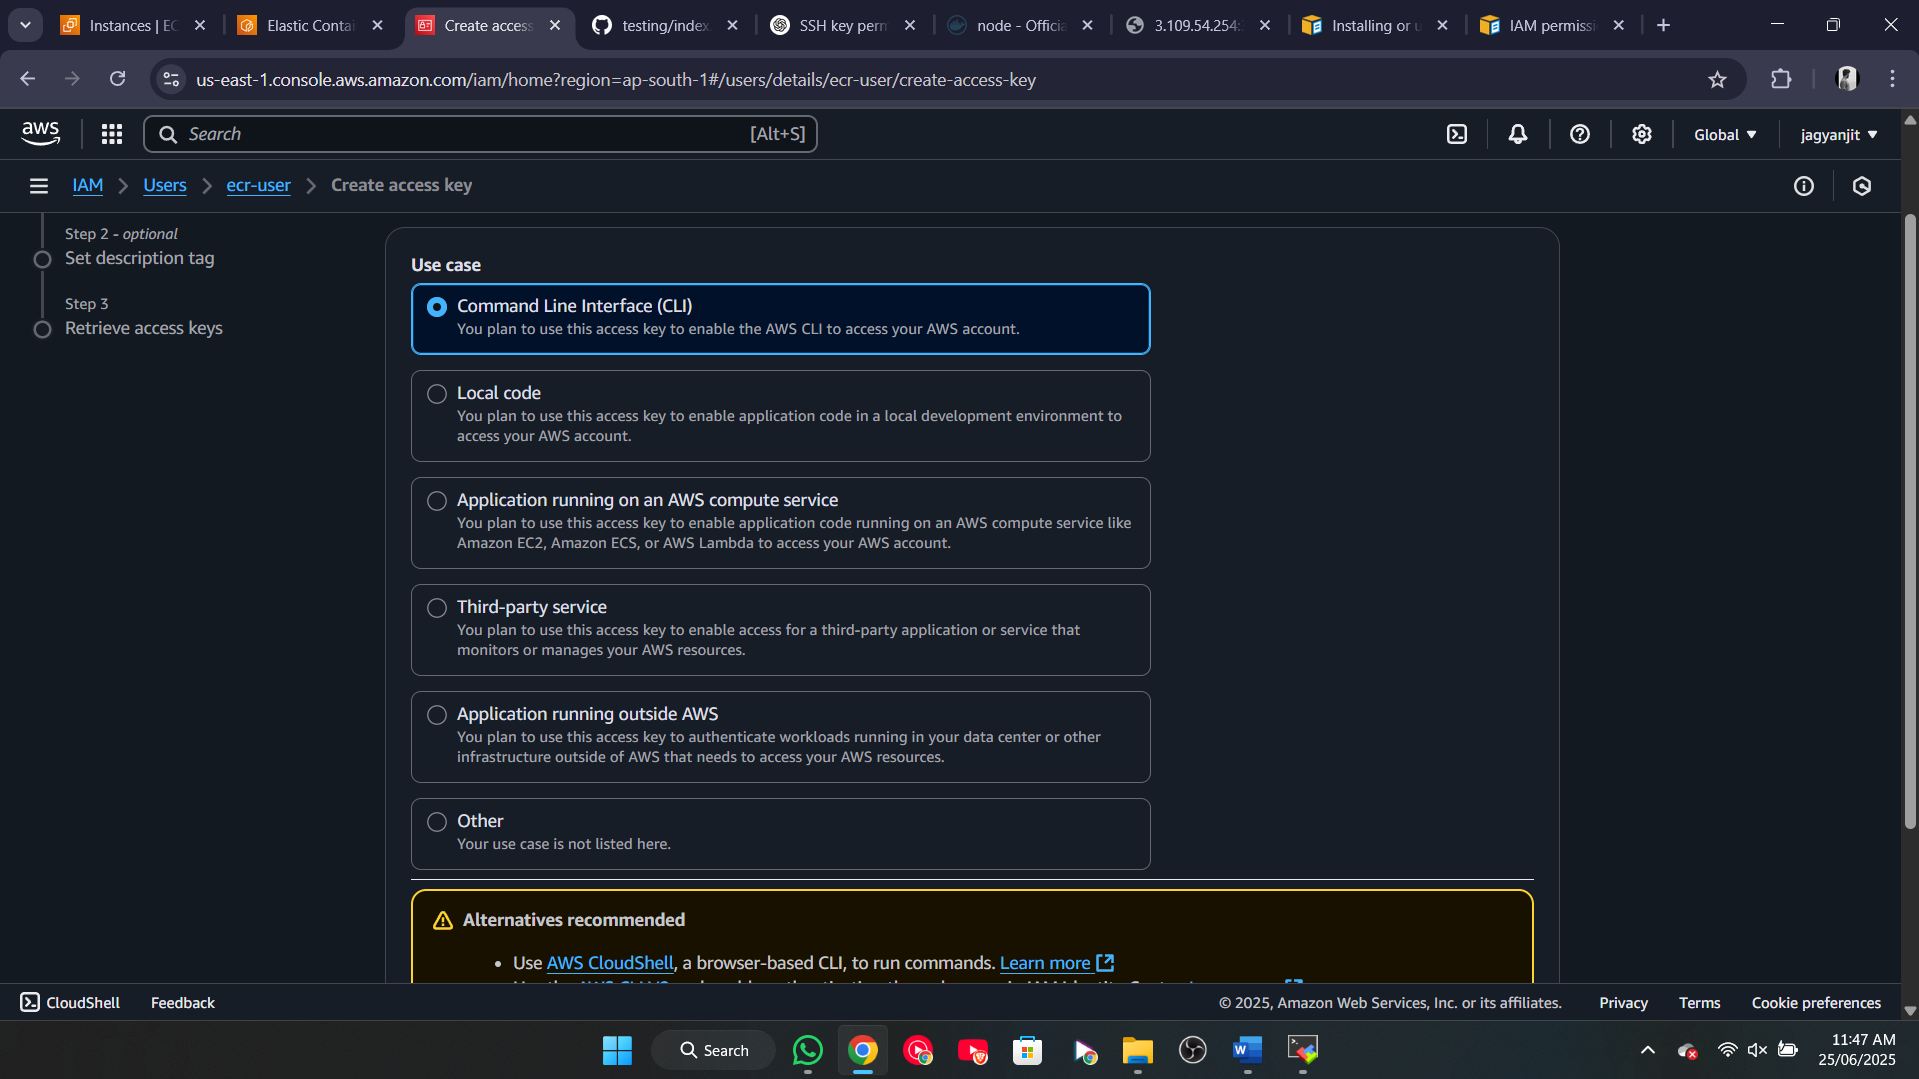 Instances | EC
Elastic Contai
Create access
testing/index.
SSH key perm
node - Officia
3.109.54.254:
Installing or u
IAM permissi
us-east-1.console.aws.amazon.com/iam/home?region=ap-south-1#/users/details/ecr-user/create-access-key
aws
Search
[Alt+S]
Global
jagyanjit
IAM
Users
ecr-user
Create access key
Step 2 - optional
Set description tag
Step 3
Retrieve access keys
Use case
Command Line Interface (CLI)
You plan to use this access key to enable the AWS CLI to access your AWS account.
Local code
You plan to use this access key to enable application code in a local development environment to
access your AWS account.
Application running on an AWS compute service
You plan to use this access key to enable application code running on an AWS compute service like
Amazon EC2, Amazon ECS, or AWS Lambda to access your AWS account.
Third-party service
You plan to use this access key to enable access for a third-party application or service that
monitors or manages your AWS resources.
Application running outside AWS
You plan to use this access key to authenticate workloads running in your data center or other
infrastructure outside of AWS that needs to access your AWS resources.
Other
Your use case is not listed here.
Alternatives recommended
Use AWS CloudShell, a browser-based CLI, to run commands. Learn more
CloudShell
Feedback
© 2025, Amazon Web Services, Inc. or its affiliates.
Privacy
Terms
Cookie preferences
Search
11:47 AM
25/06/2025